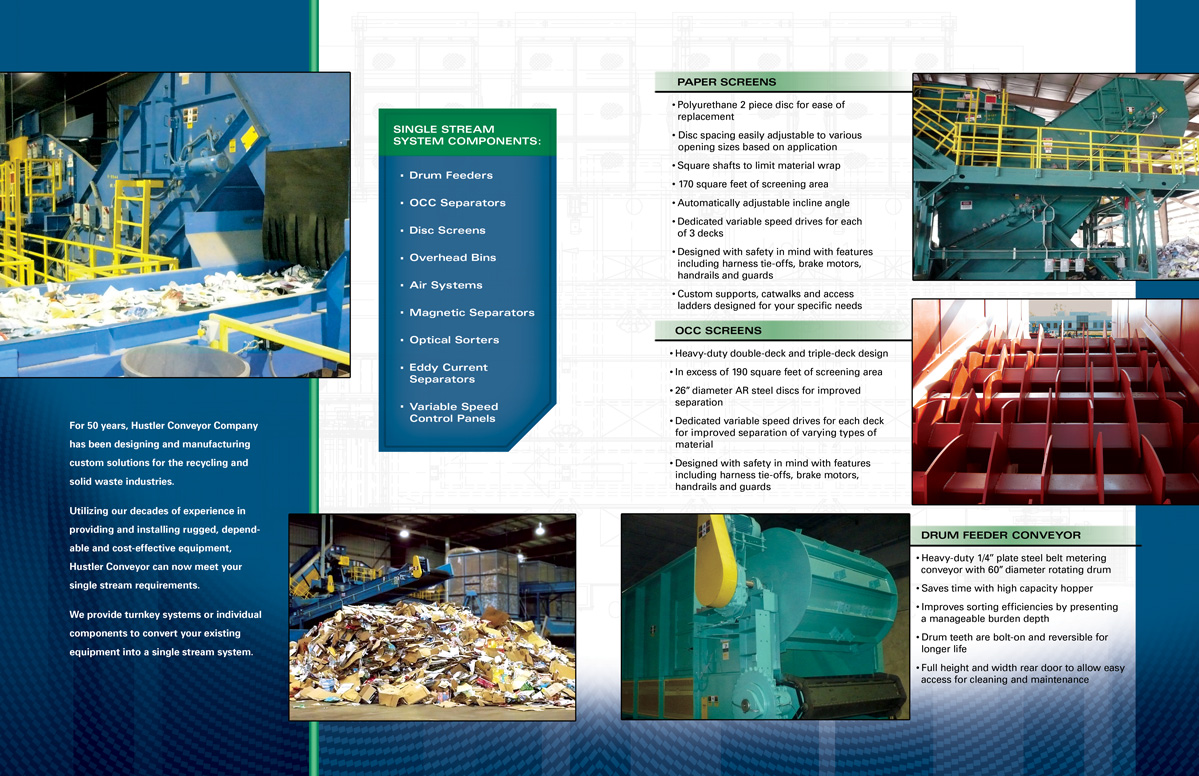 For 50 years, Hustler Conveyor Company
has been designing and manufacturing
custom solutions for the recycling and
solid waste industries.
Utilizing our decades of experience in
providing and installing rugged, depend-
able and cost-effective equipment,
Hustler Conveyor can now meet your
single stream requirements.
We provide turnkey systems or individual
components to convert your existing
equipment into a single stream system.
SINGLE STREAM
SYSTEM COMPONENTS:
• Drum Feeders
• OCC Separators
• Disc Screens
• Overhead Bins
• Air Systems
• Magnetic Separators
• Optical Sorters
• Eddy Current
Separators
• Variable Speed
Control Panels
PAPER SCREENS
• Polyurethane 2 piece disc for ease of
replacement
• Disc spacing easily adjustable to various
opening sizes based on application
• Square shafts to limit material wrap
• 170 square feet of screening area
• Automatically adjustable incline angle
• Dedicated variable speed drives for each
of 3 decks
• Designed with safety in mind with features
including harness tie-offs, brake motors,
handrails and guards
• Custom supports, catwalks and access
ladders designed for your specific needs
OCC SCREENS
• Heavy-duty double-deck and triple-deck design
• In excess of 190 square feet of screening area
• 26” diameter AR steel discs for improved
separation
• Dedicated variable speed drives for each deck
for improved separation of varying types of
material
• Designed with safety in mind with features
including harness tie-offs, brake motors,
handrails and guards
DRUM FEEDER CONVEYOR
• Heavy-duty 1/4” plate steel belt metering
conveyor with 60” diameter rotating drum
• Saves time with high capacity hopper
• Improves sorting efficiencies by presenting
a manageable burden depth
• Drum teeth are bolt-on and reversible for
longer life
• Full height and width rear door to allow easy
access for cleaning and maintenance